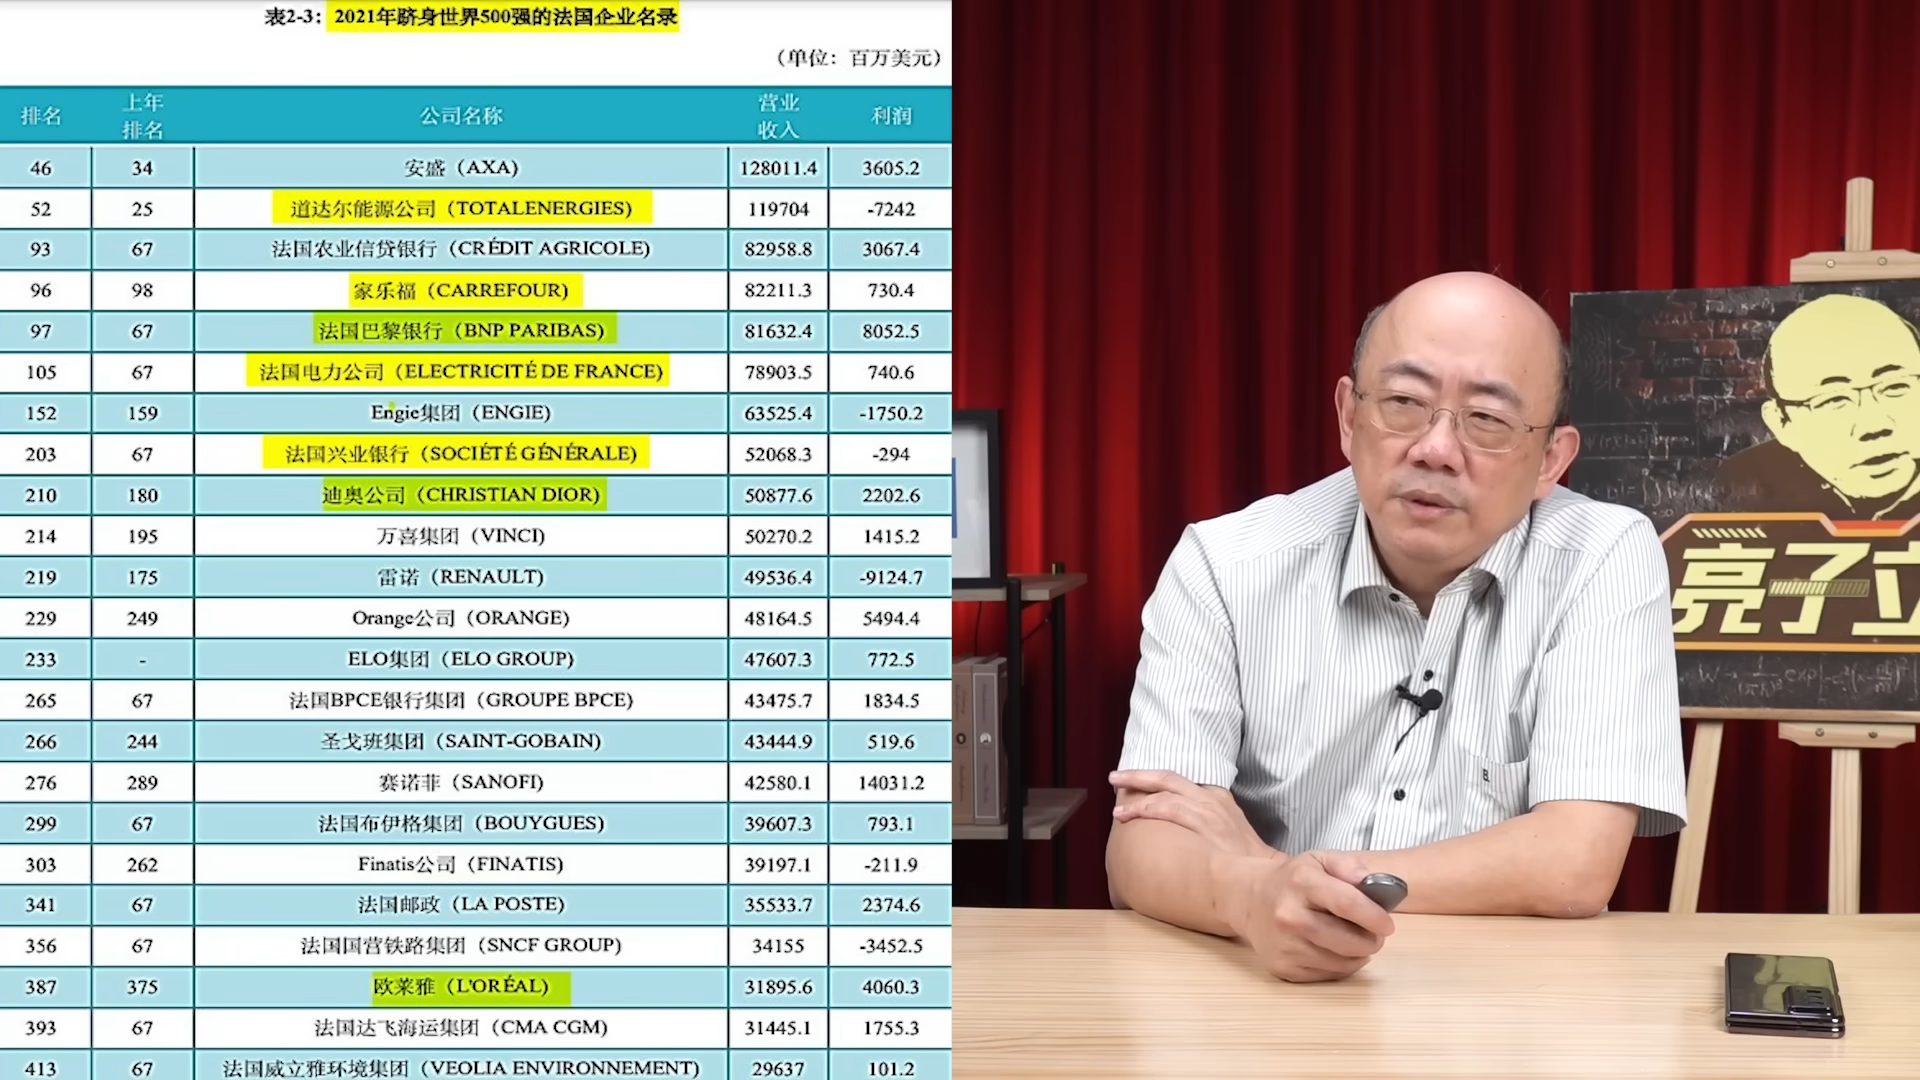 表2-3：2021年跻身世界500强的法国企业名录
（单位：百万美元）
排名 上年排名 公司名称 营业收入 利润
46 34 安盛（AXA） 128011.4 3605.2
52 25 道达尔能源公司（TOTALENERGIES） 119704 -7242
93 67 法国农业信贷银行（CRÉDIT AGRICOLE） 82958.8 3067.4
96 98 家乐福（CARREFOUR） 82211.3 730.4
97 67 法国巴黎银行（BNP PARIBAS） 81632.4 8052.5
105 67 法国电力公司（ELECTRICITÉ DE FRANCE） 78903.5 740.6
152 159 Engie集团（ENGIE） 63525.4 -1750.2
203 67 法国兴业银行（SOCIÉTÉ GÉNÉRALE） 52068.3 -294
210 180 迪奥公司（CHRISTIAN DIOR） 50877.6 2202.6
214 195 万喜集团（VINCI） 50270.2 1415.2
219 175 雷诺（RENAULT） 49536.4 -9124.7
229 249 Orange公司（ORANGE） 48164.5 5494.4
233 - ELO集团（ELO GROUP） 47607.3 772.5
265 67 法国BPCE银行集团（GROUPE BPCE） 43475.7 1834.5
266 244 圣戈班集团（SAINT-GOBAIN） 43444.9 519.6
276 289 赛诺菲（SANOFI） 42580.1 14031.2
299 67 法国布伊格集团（BOUYGUES） 39607.3 793.1
303 262 Finatis公司（FINATIS） 39197.1 -211.9
341 67 法国邮政（LA POSTE） 35533.7 2374.6
356 67 法国国营铁路集团（SNCF GROUP） 34155 -3452.5
387 375 欧莱雅（L'ORÉAL） 31895.6 4060.3
393 67 法国达飞海运集团（CMA CGM） 31445.1 1755.3
413 67 法国威立雅环境集团（VEOLIA ENVIRONNEMENT） 29637 101.2
亮了立